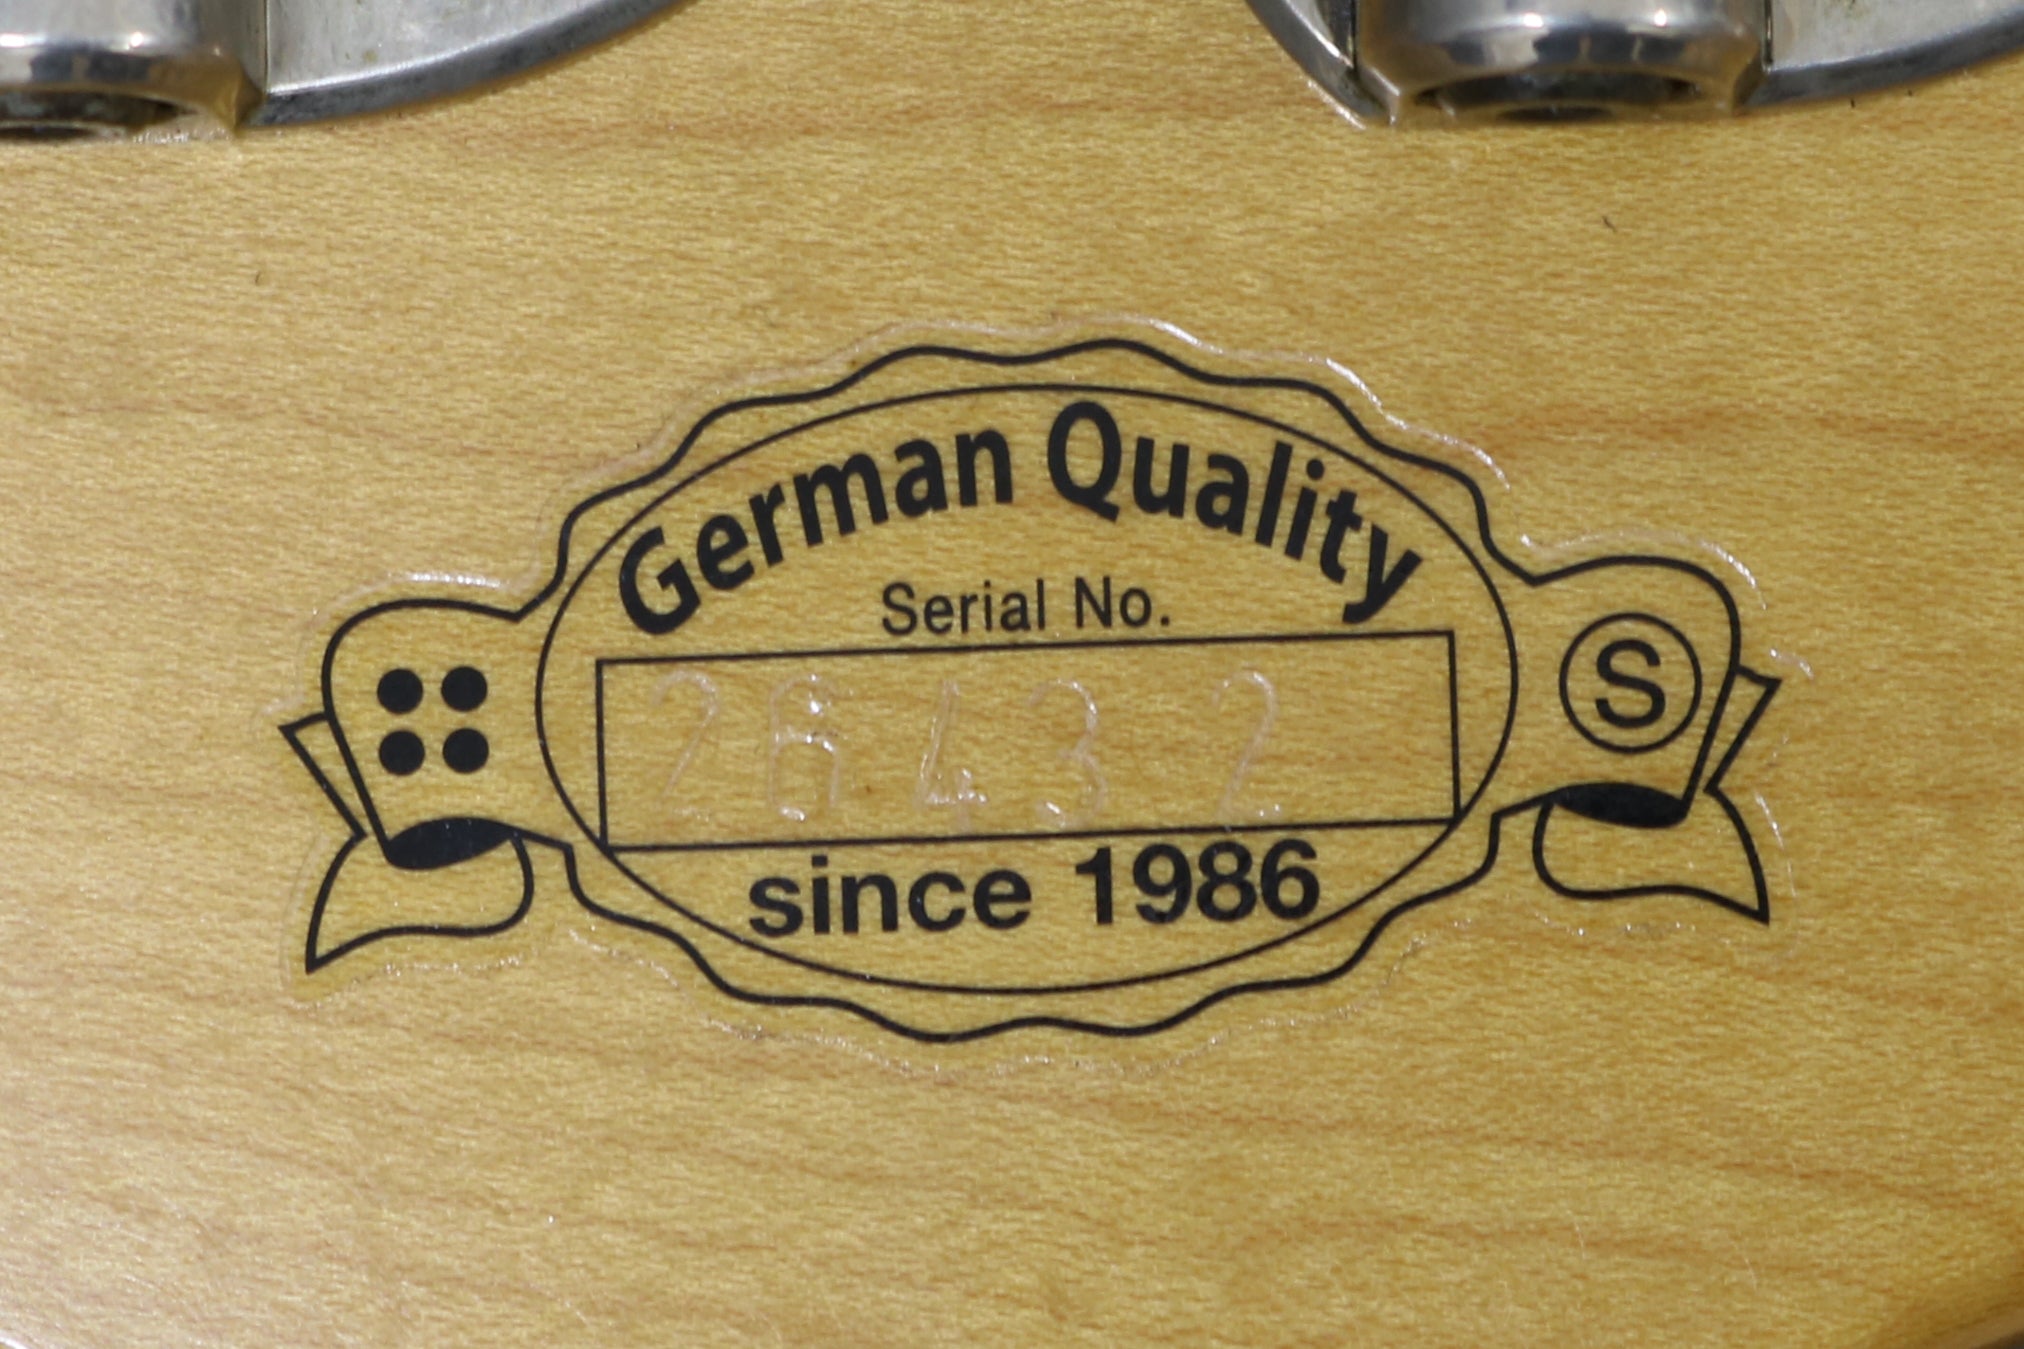 German Quality
Serial No.
26432
since 1986
S